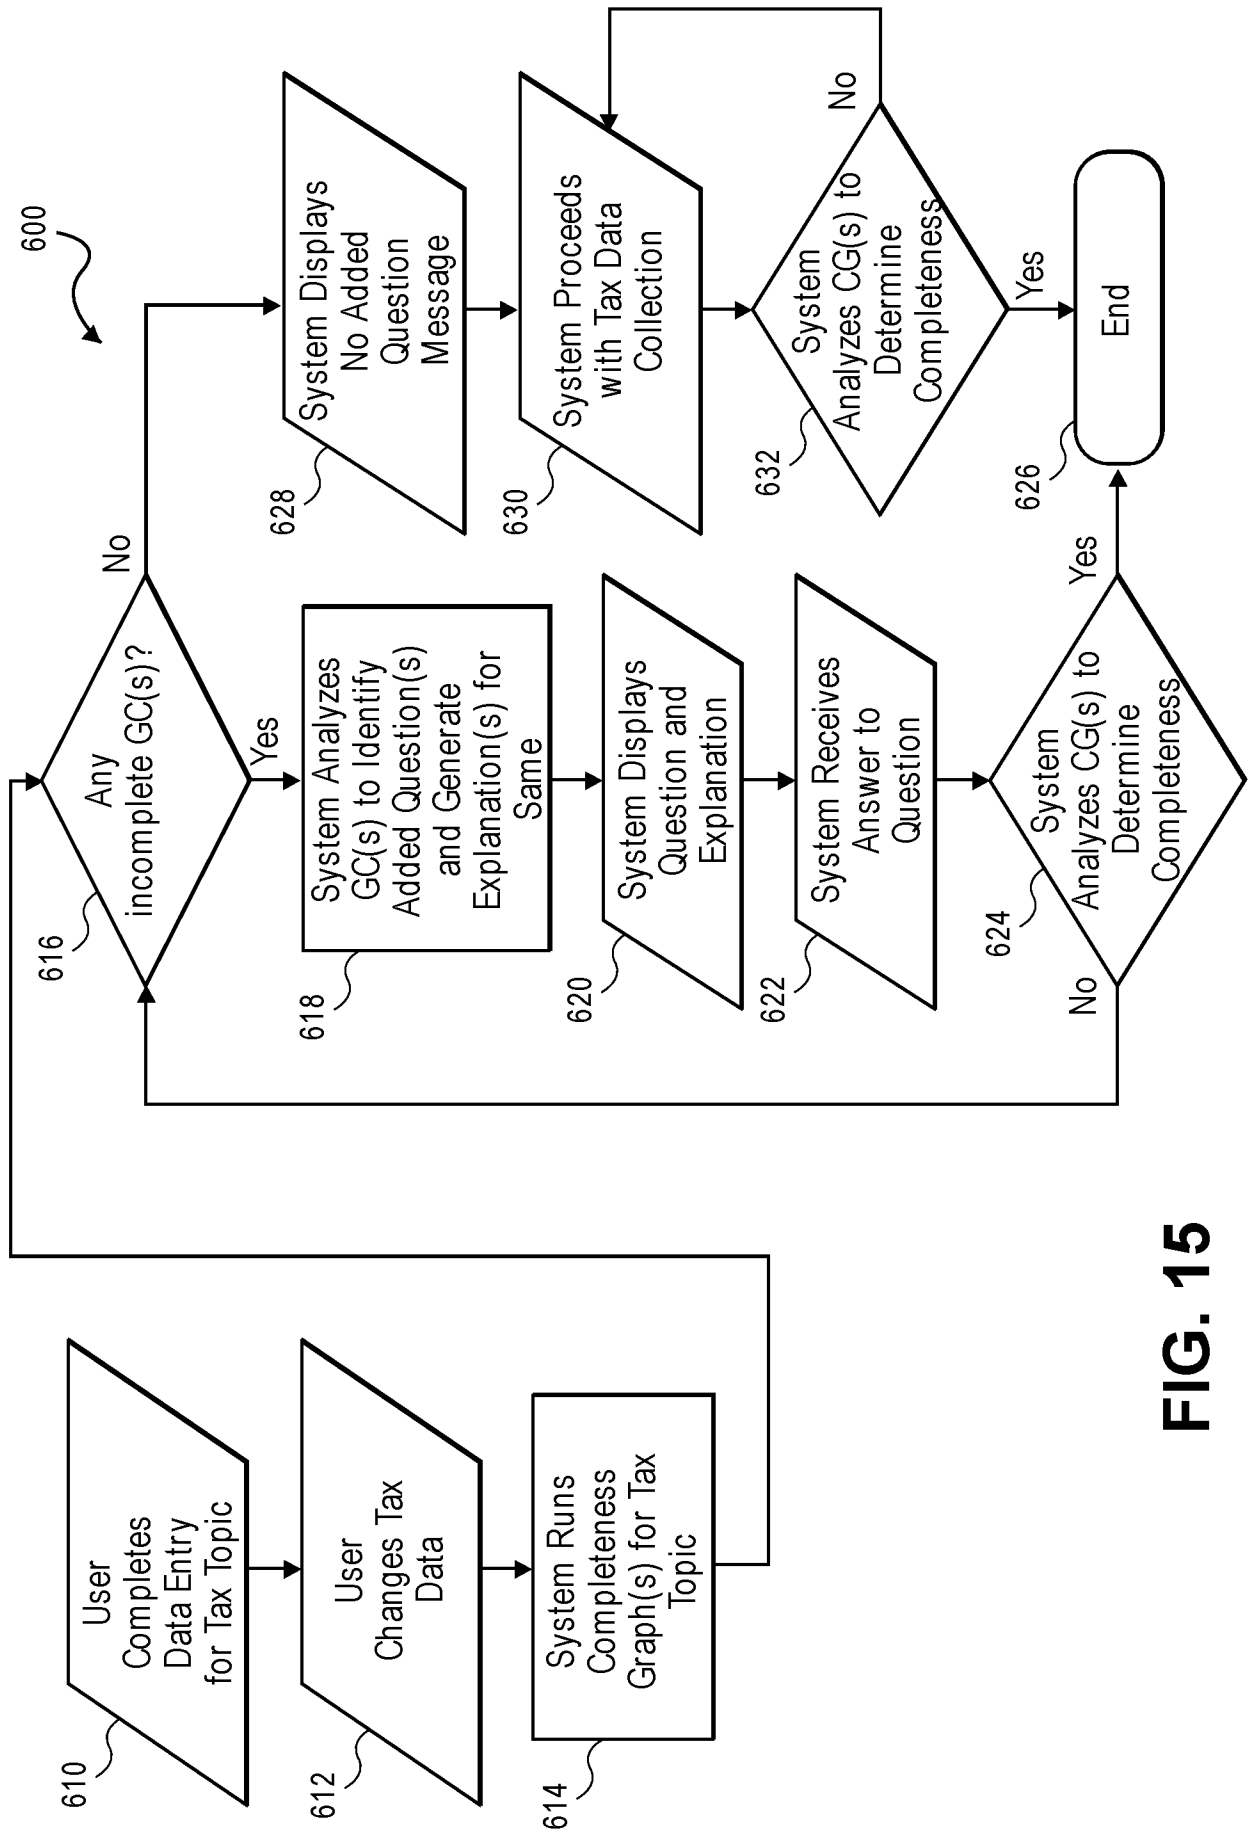 600
User
Completes
Data Entry
for Tax Topic
610
User
Changes Tax
Data
612
System Runs
Completeness
Graph(s) for Tax
Topic
614
Any
incomplete GC(s)?
616
No
Yes
System Analyzes
GC(s) to Identify
Added Question(s)
and Generate
Explanation(s) for
Same
618
System Displays
Question and
Explanation
620
System Receives
Answer to
Question
622
System
Analyzes CG(s) to
Determine
Completeness
624
No
Yes
System Displays
No Added
Question
Message
628
System Proceeds
with Tax Data
Collection
630
System
Analyzes CG(s) to
Determine
Completeness
632
No
Yes
End
626
FIG. 15